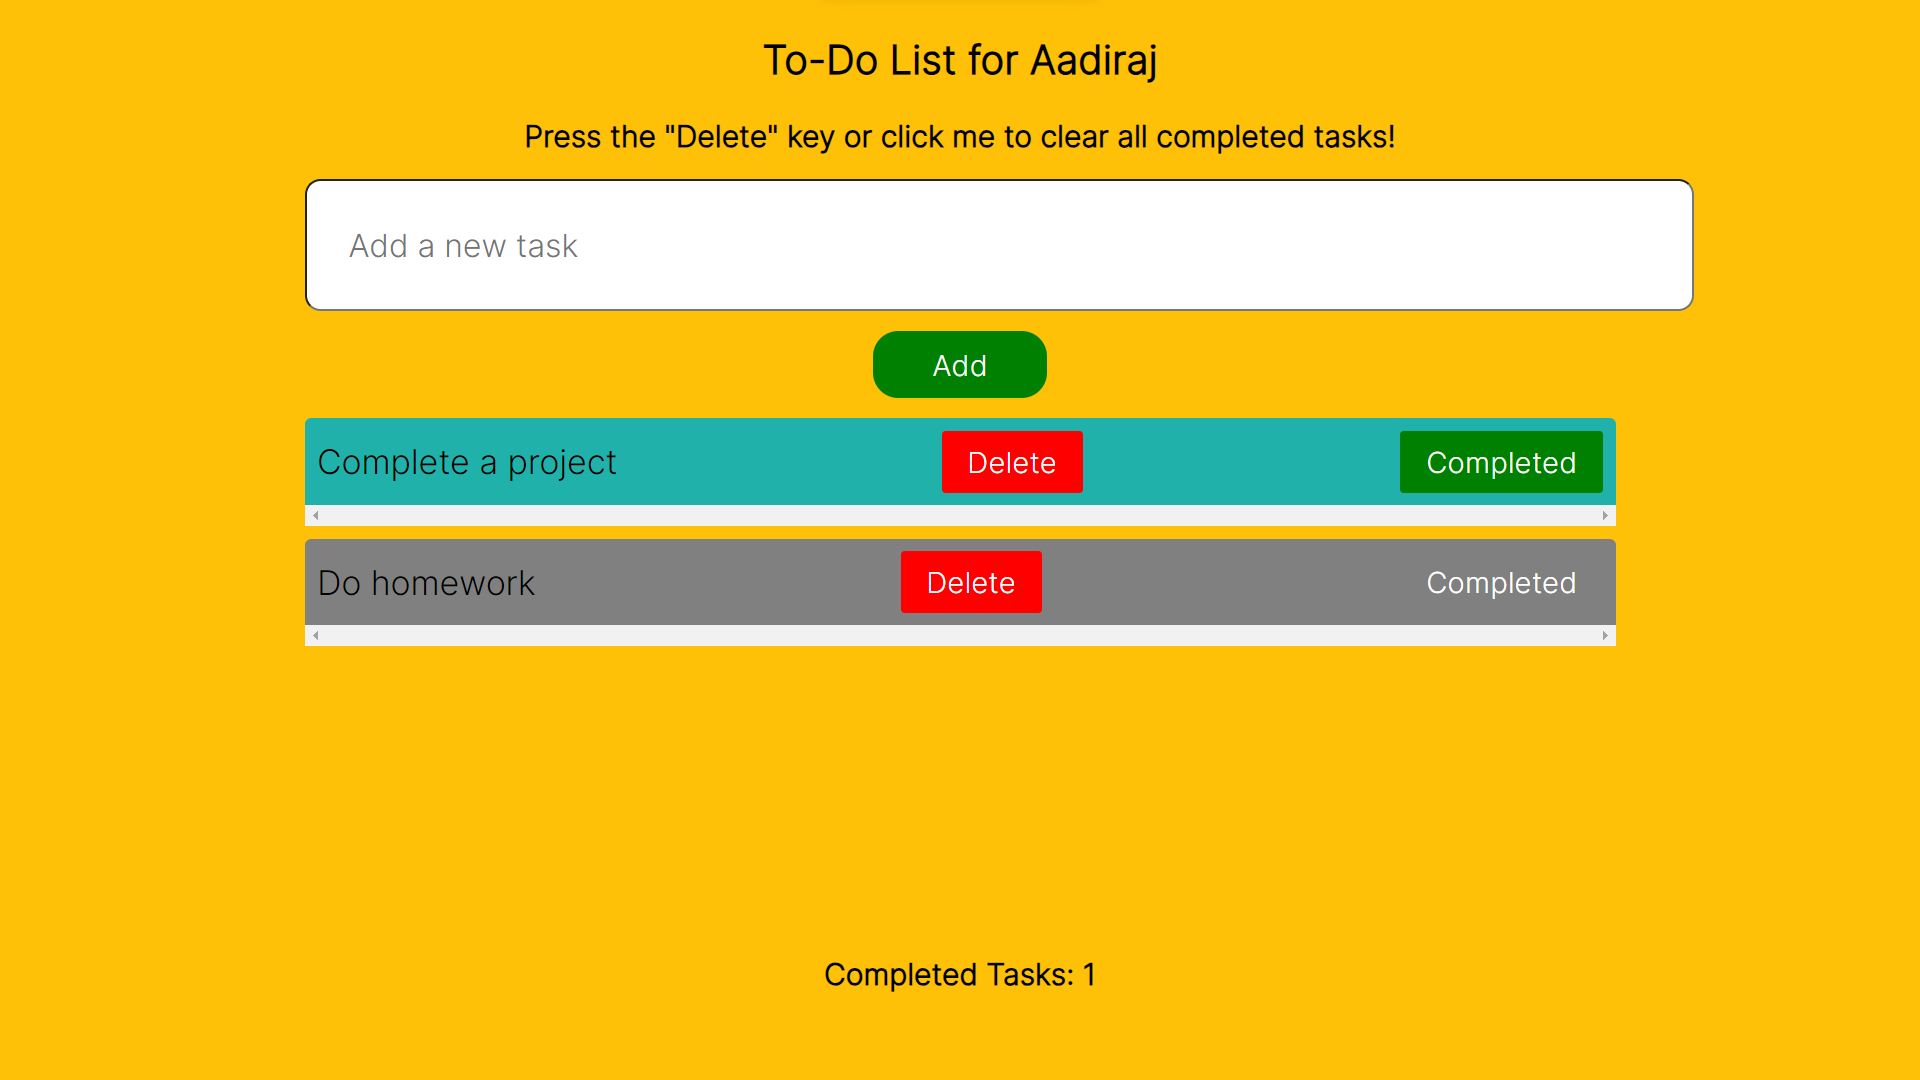 To-Do List for Aadiraj
Press the "Delete" key or click me to clear all completed tasks!
Add a new task
Add
Complete a project Delete Completed
Do homework Delete Completed
Completed Tasks: 1